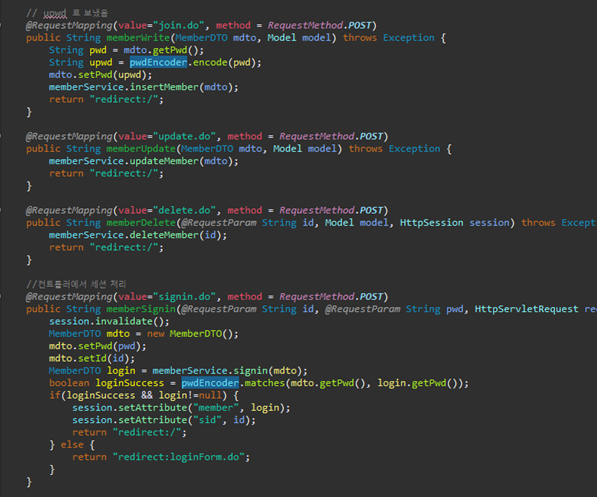 // upwd 로 보냈음
@RequestMapping(value="join.do", method = RequestMethod.POST)
public String memberWrite(MemberDTO mdto, Model model) throws Exception {
String pwd = mdto.getPwd();
String upwd = pwdEncoder.encode(pwd);
mdto.setPwd(upwd);
memberService.insertMember(mdto);
return "redirect:/";
}
@RequestMapping(value="update.do", method = RequestMethod.POST)
public String memberUpdate(MemberDTO mdto, Model model) throws Exception {
memberService.updateMember(mdto);
return "redirect:/";
}
@RequestMapping(value="delete.do", method = RequestMethod.POST)
public String memberDelete(@RequestParam String id, Model model, HttpSession session) throws Except
memberService.deleteMember(id);
return "redirect:/";
}
//컨트롤러에서 세션 처리
@RequestMapping(value="signin.do", method = RequestMethod.POST)
public String memberSignin(@RequestParam String id, @RequestParam String pwd, HttpServletRequest re
session.invalidate();
MemberDTO mdto = new MemberDTO();
mdto.setPwd(pwd);
mdto.setId(id);
MemberDTO login = memberService.signin(mdto);
boolean loginSuccess = pwdEncoder.matches(mdto.getPwd(), login.getPwd());
if(loginSuccess && login!=null) {
session.setAttribute("member", login);
session.setAttribute("sid", id);
return "redirect:/";
} else {
return "redirect:loginForm.do";
}
}